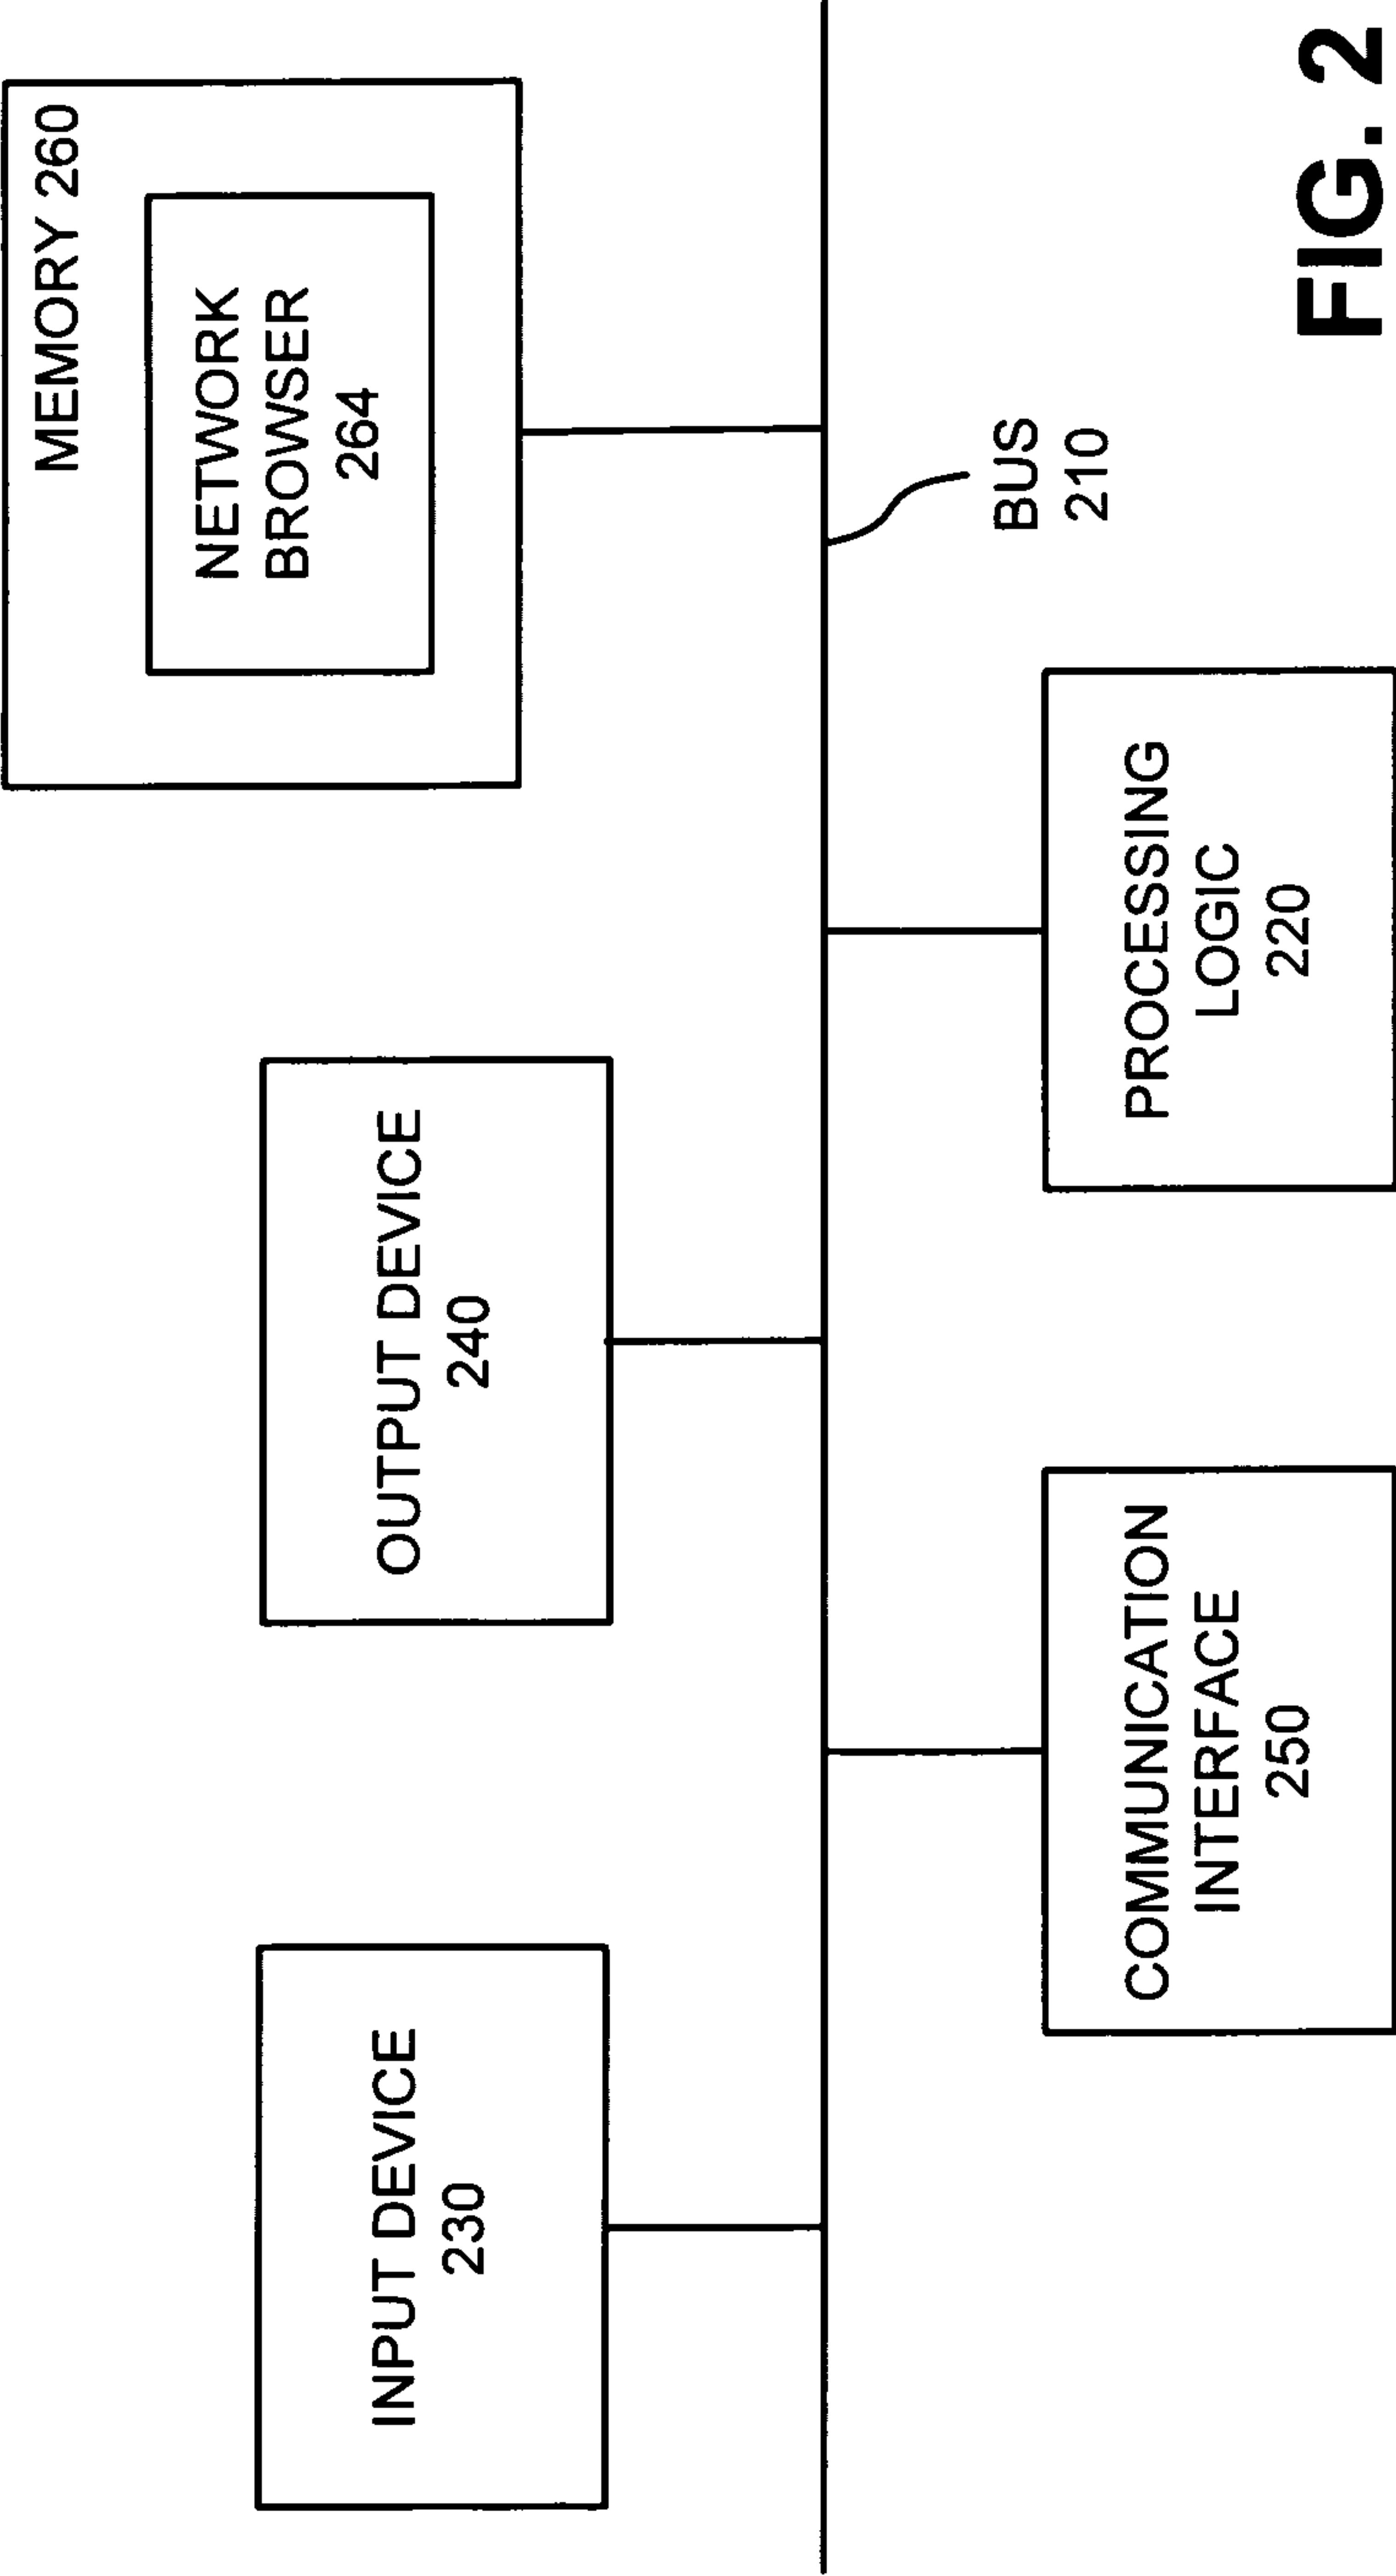 INPUT DEVICE
230
OUTPUT DEVICE
240
MEMORY 260
NETWORK
BROWSER
264
BUS
210
COMMUNICATION
INTERFACE
250
PROCESSING
LOGIC
220
FIG. 2